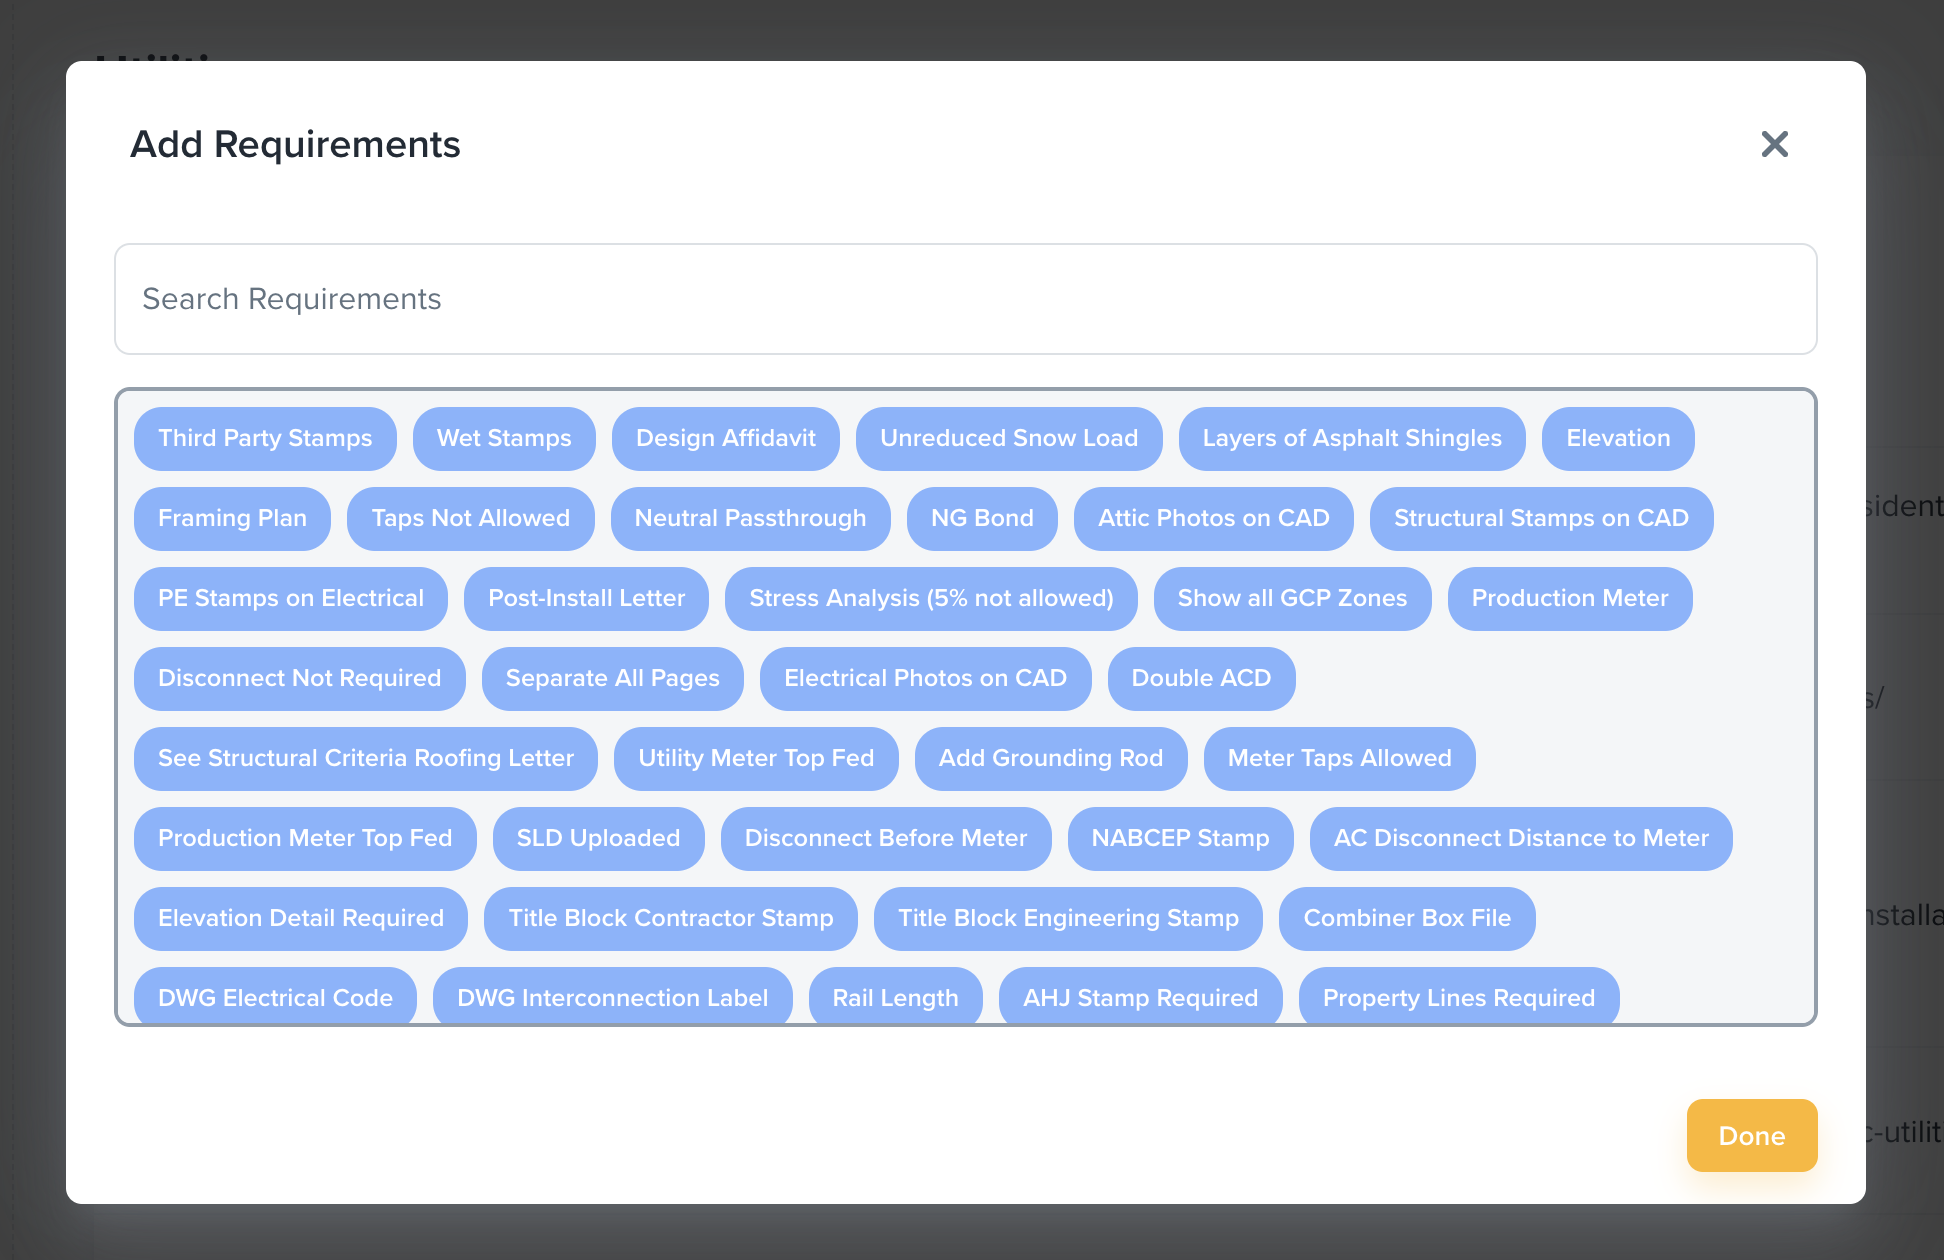 Add Requirements
Search Requirements
Third Party Stamps Wet Stamps Design Affidavit Unreduced Snow Load Layers of Asphalt Shingles Elevation
Framing Plan Taps Not Allowed Neutral Passthrough NG Bond Attic Photos on CAD Structural Stamps on CAD
PE Stamps on Electrical Post-Install Letter Stress Analysis (5% not allowed) Show all GCP Zones Production Meter
Disconnect Not Required Separate All Pages Electrical Photos on CAD Double ACD
See Structural Criteria Roofing Letter Utility Meter Top Fed Add Grounding Rod Meter Taps Allowed
Production Meter Top Fed SLD Uploaded Disconnect Before Meter NABCEP Stamp AC Disconnect Distance to Meter
Elevation Detail Required Title Block Contractor Stamp Title Block Engineering Stamp Combiner Box File
DWG Electrical Code DWG Interconnection Label Rail Length AHJ Stamp Required Property Lines Required
Done